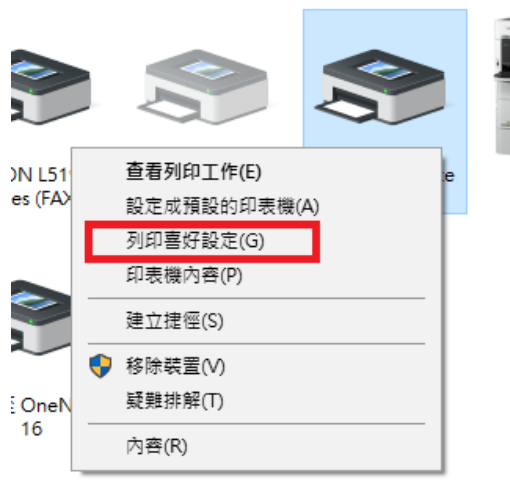 查看列印工作(E)
設定成預設的印表機(A)
列印喜好設定(G)
印表機內容(P)
建立捷徑(S)
移除裝置(V)
疑難排解(T)
內容(R)
L51
es (FAX
OneN
16